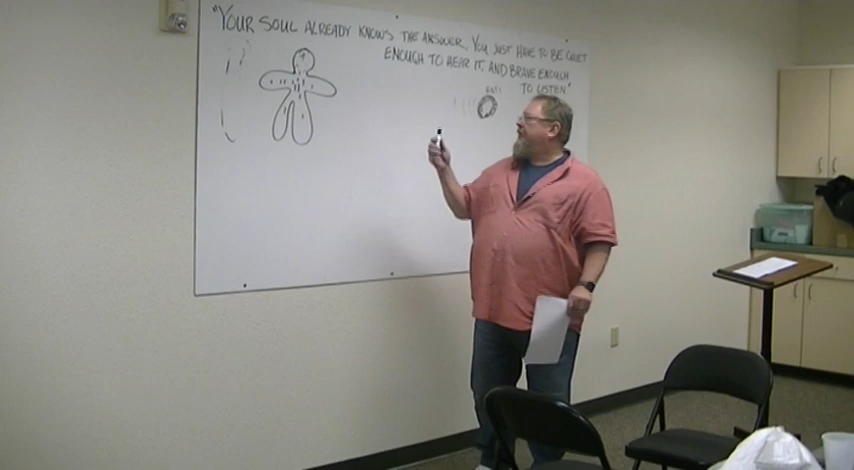 "YOUR SOUL ALREADY KNOWS THE ANSWER. YOU JUST HAVE TO BE QUIET
ENOUGH TO HEAR IT, AND BRAVE ENOUGH
TO LISTEN"